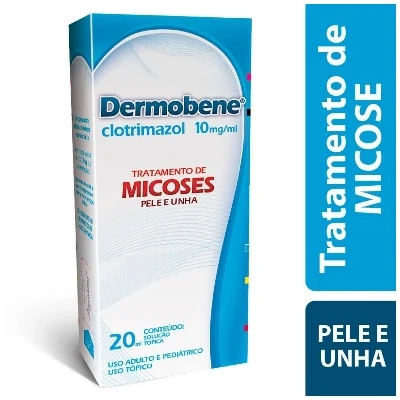 Dermobene®
clotrimazol 10mg/ml
TRATAMENTO DE
MICOSES
PELE E UNHA
20ml
CONTEÚDO:
SOLUÇÃO
TÓPICA
USO ADULTO E PEDIÁTRICO
USO TÓPICO
Tratamento de
MICOSE
PELE E
UNHA